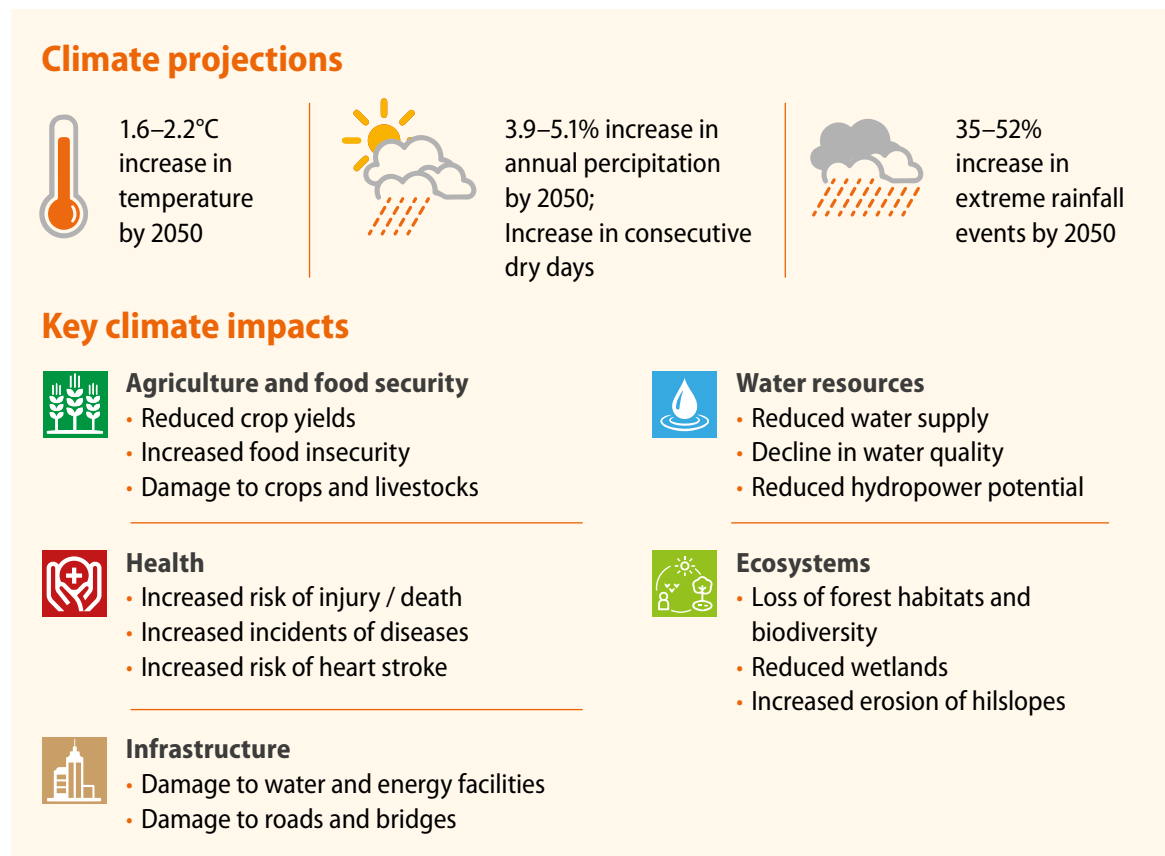 Climate projections
1.6–2.2°C
increase in
temperature
by 2050
3.9–5.1% increase in
annual percipitation
by 2050;
Increase in consecutive
dry days
35–52%
increase in
extreme rainfall
events by 2050
Key climate impacts
Agriculture and food security
• Reduced crop yields
• Increased food insecurity
• Damage to crops and livestocks
Water resources
• Reduced water supply
• Decline in water quality
• Reduced hydropower potential
Health
• Increased risk of injury / death
• Increased incidents of diseases
• Increased risk of heart stroke
Ecosystems
• Loss of forest habitats and
biodiversity
• Reduced wetlands
• Increased erosion of hilslopes
Infrastructure
• Damage to water and energy facilities
• Damage to roads and bridges